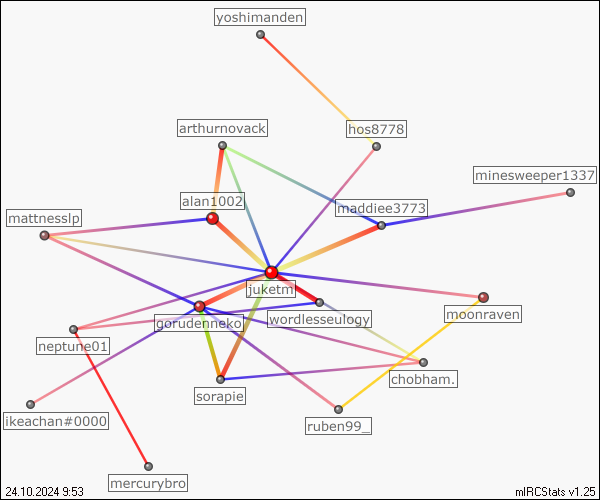 yoshimanden
arthurnovack
hos8778
minesweeper1337
alan1002
maddiee3773
mattnesslp
juketm
moonraven
gorudenneko
wordlesseulogy
neptune01
chobham.
sorapie
ikeachan#0000
ruben99_
mercurybro
24.10.2024 9:53
mIRCStats v1.25